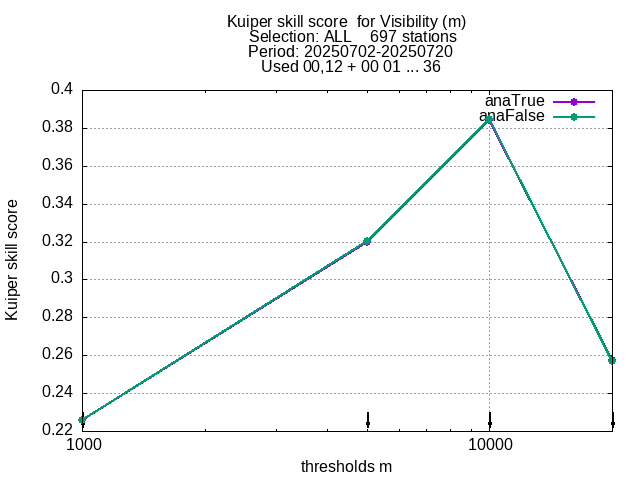 Kuiper skill score  for Visibility (m)
Selection: ALL    697 stations
Period: 20250702-20250720
Used 00,12 + 00 01 ... 36
anaTrue
anaFalse
0.4
0.38
0.36
0.34
0.32
0.3
0.28
0.26
0.24
0.22
Kuiper skill score
1000
10000
thresholds m